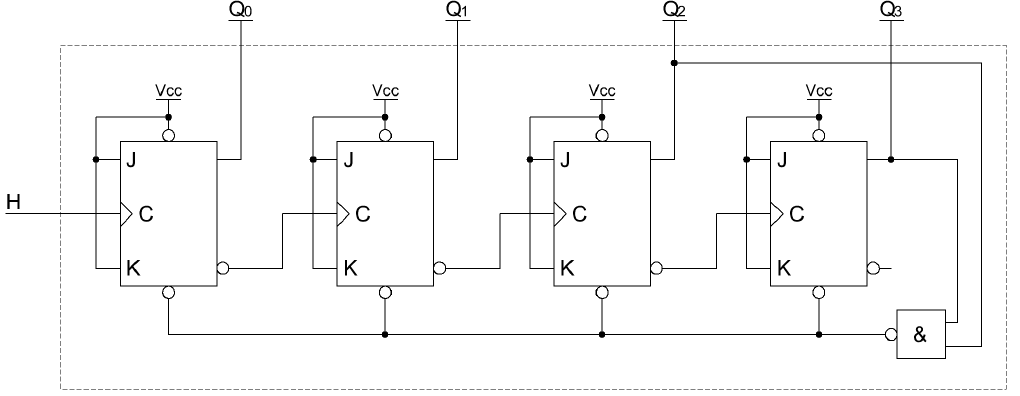 Q0 Q1 Q2 Q3
Vcc Vcc Vcc Vcc
J J J J
H C C C C
K K K K
&